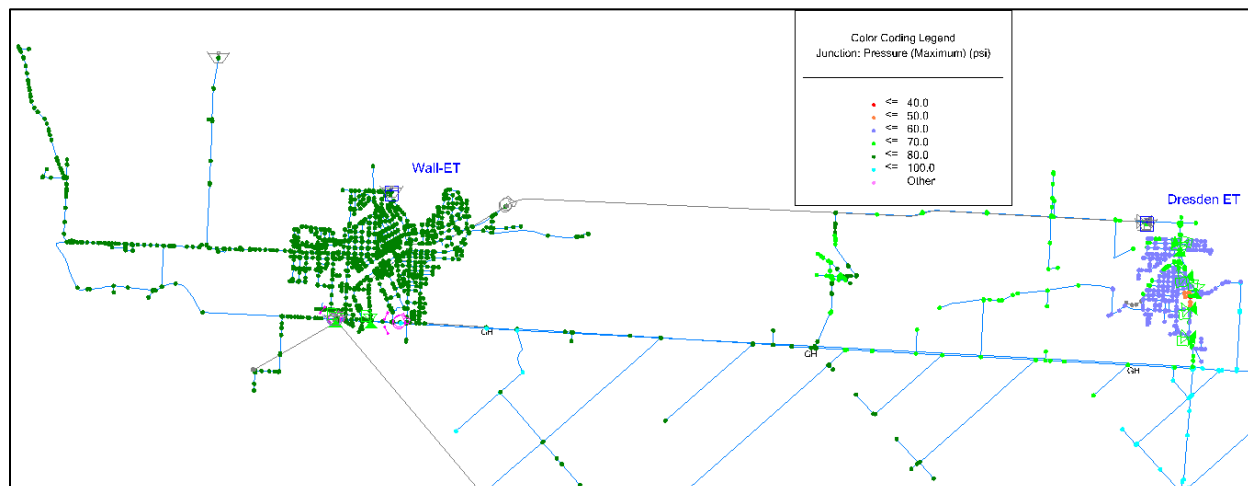 Color Coding Legend
Junction: Pressure (Maximum) (psi)
<= 40.0
<= 50.0
<= 60.0
<= 70.0
<= 80.0
<= 100.0
Other
Wall-ET
Dresden ET
GH
GH
GH